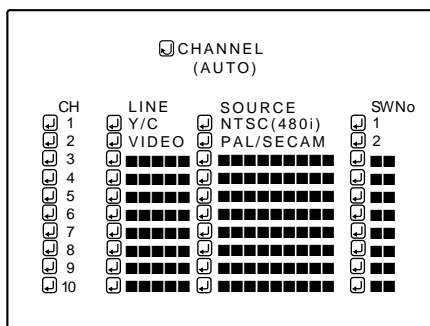 CHANNEL
(AUTO)
CH LINE SOURCE SWNo
1 Y/C NTSC(480i) 1
2 VIDEO PAL/SECAM 2
3
4
5
6
7
8
9
10